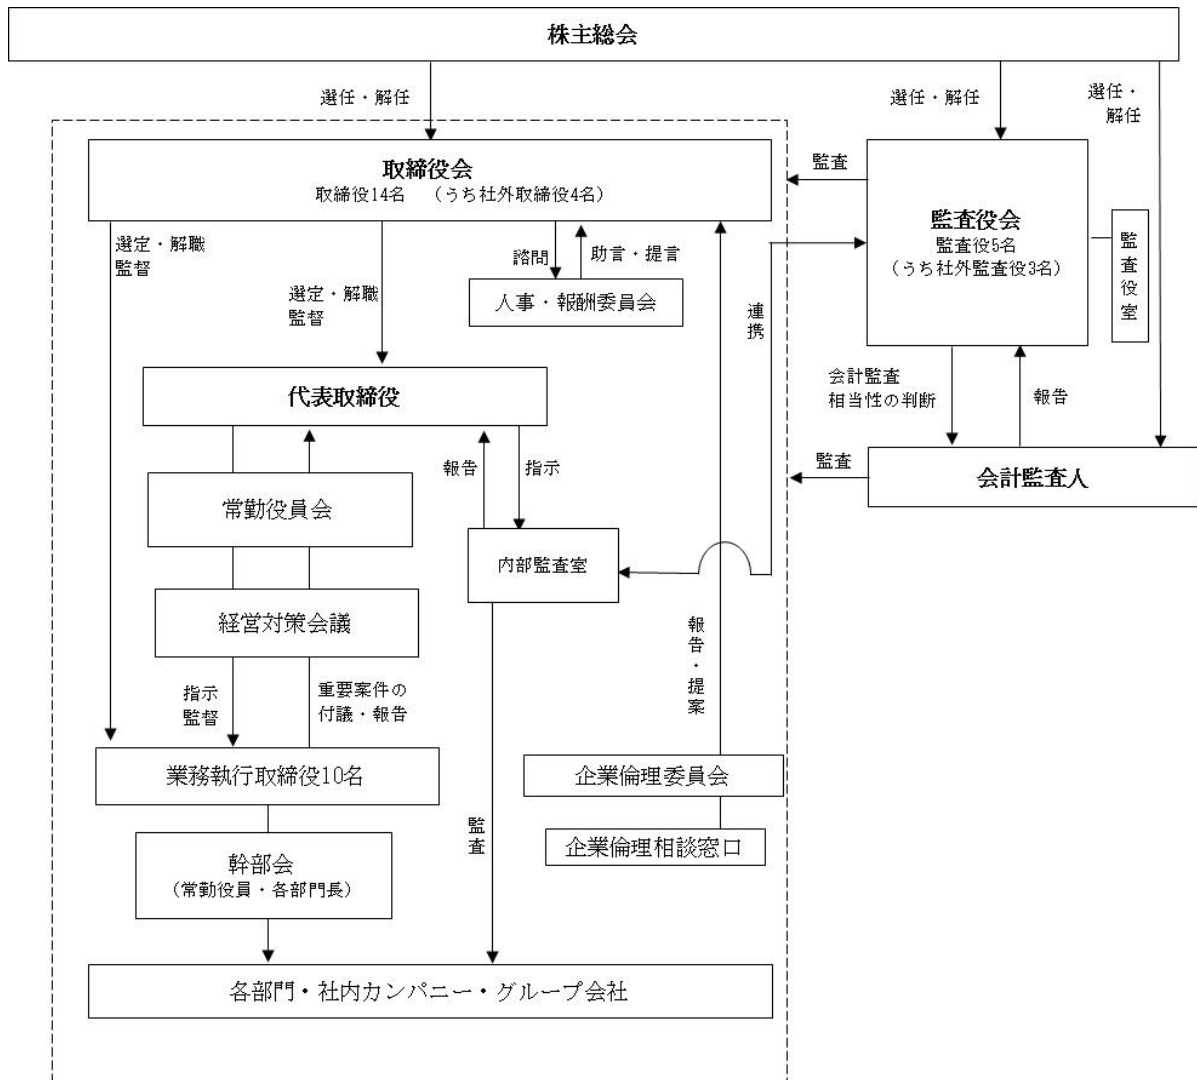 株主総会
選任・解任
選任・解任
選任・
解任
取締役会
取締役14名 (うち社外取締役4名)
監査
監査役会
監査役5名
(うち社外監査役3名)
監査役室
選定・解職
監督
選定・解職
監督
諮問
助言・提言
人事・報酬委員会
連携
代表取締役
会計監査
相当性の判断
報告
報告
指示
監査
会計監査人
常勤役員会
内部監査室
経営対策会議
指示
監督
重要案件の
付議・報告
報告・提案
業務執行取締役10名
企業倫理委員会
監査
企業倫理相談窓口
幹部会
(常勤役員・各部門長)
各部門・社内カンパニー・グループ会社